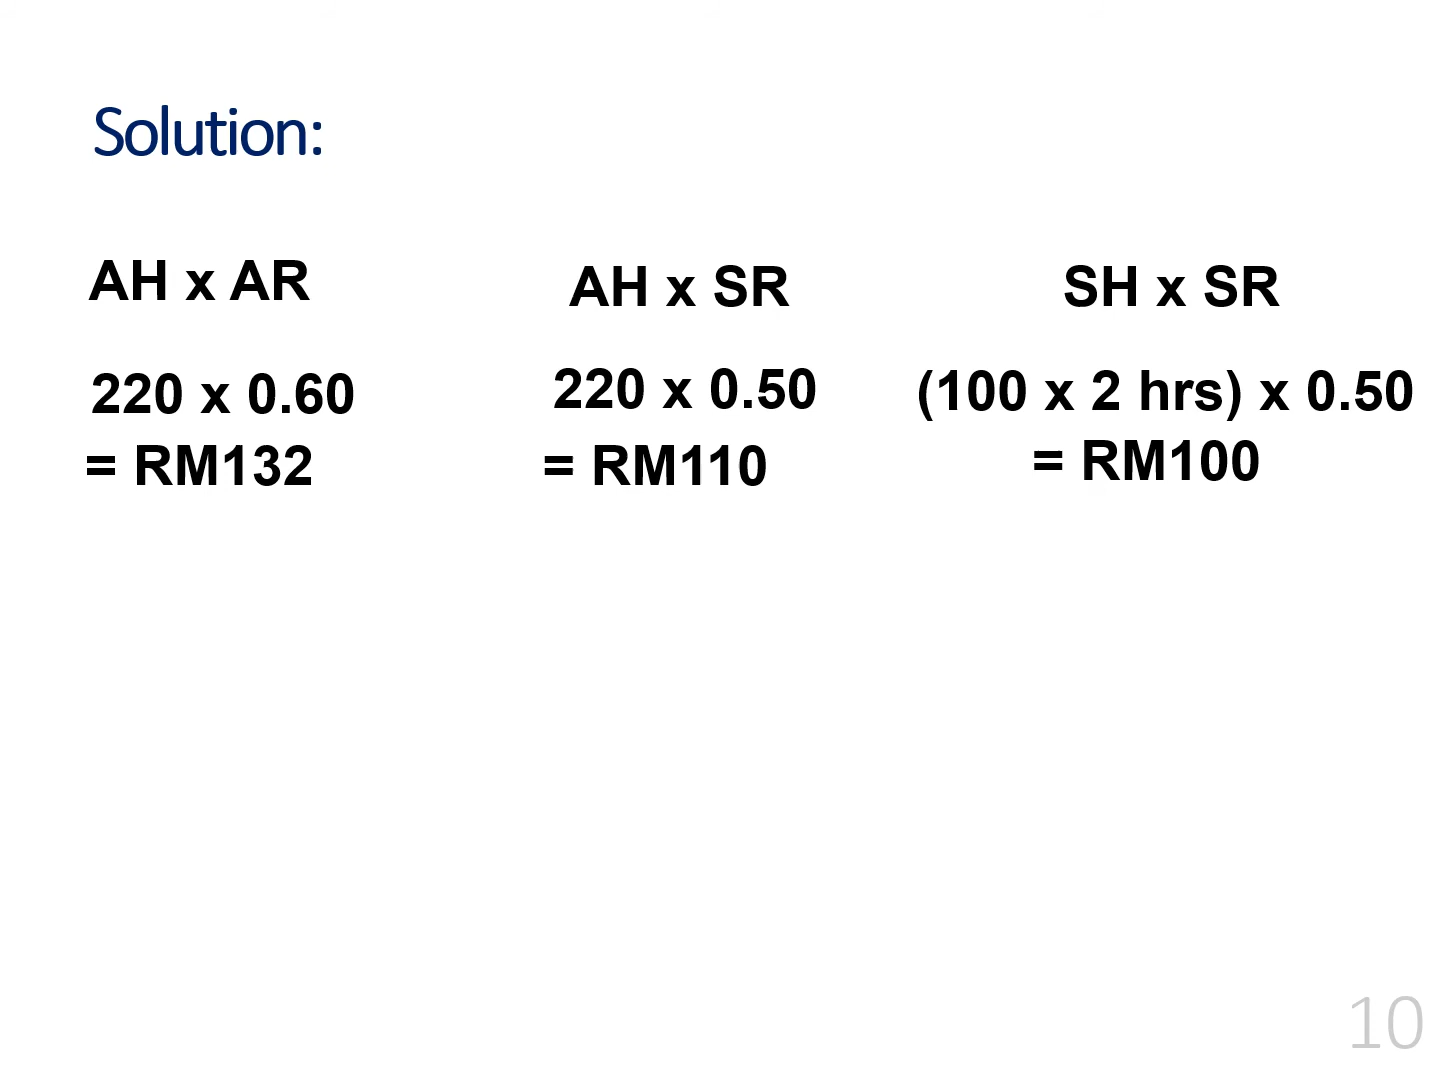 Solution:
AH x AR
AH x SR
SH x SR
220 x 0.60
= RM132
220 x 0.50
= RM110
(100 x 2 hrs) x 0.50
= RM100
10